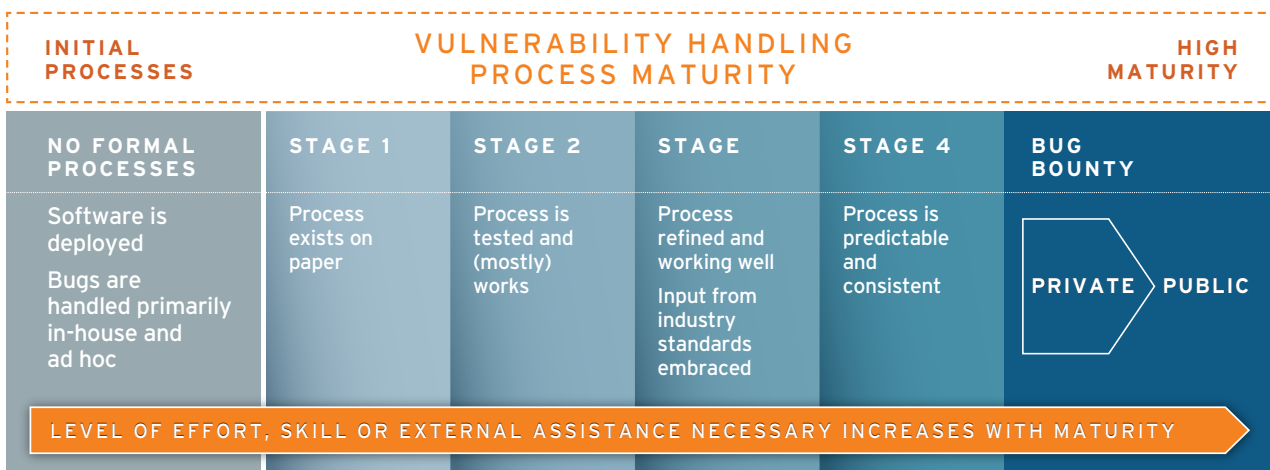 INITIAL
PROCESSES
VULNERABILITY HANDLING
PROCESS MATURITY
HIGH
MATURITY
NO FORMAL
PROCESSES
Software is
deployed
Bugs are
handled primarily
in-house and
ad hoc
STAGE 1
Process
exists on
paper
STAGE 2
Process is
tested and
(mostly)
works
STAGE
Process
refined and
working well
Input from
industry
standards
embraced
STAGE 4
Process is
predictable
and
consistent
BUG
BOUNTY
PRIVATE PUBLIC
LEVEL OF EFFORT, SKILL OR EXTERNAL ASSISTANCE NECESSARY INCREASES WITH MATURITY